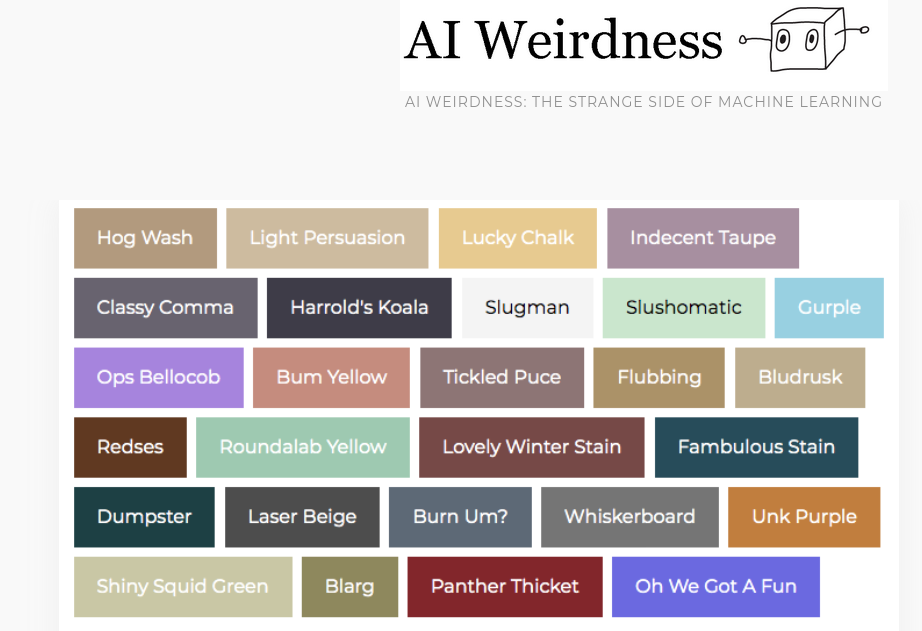 AI Weirdness
AI WEIRDNESS: THE STRANGE SIDE OF MACHINE LEARNING
Hog Wash Light Persuasion Lucky Chalk Indecent Taupe
Classy Comma Harrold's Koala Slugman Slushomatic Gurple
Ops Bellocob Bum Yellow Tickled Puce Flubbing Bludrusk
Redses Roundalab Yellow Lovely Winter Stain Fambulous Stain
Dumpster Laser Beige Burn Um? Whiskerboard Unk Purple
Shiny Squid Green Blarg Panther Thicket Oh We Got A Fun